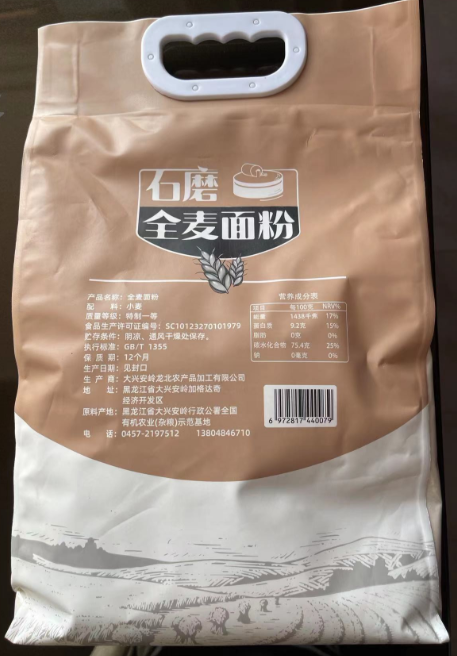 石磨
全麦面粉
产品名称：全麦面粉
配　料：小麦
质量等级：特制一等
食品生产许可证编号：SC10123270101979
贮存条件：阴凉、通风干燥处保存。
执行标准：GB/T 1355
保 质 期：12个月
生产日期：见封口
生 产 商：大兴安岭龙北农产品加工有限公司
地　址：黑龙江省大兴安岭加格达奇
经济开发区
原料产地：黑龙江省大兴安岭行政公署全国
有机农业(杂粮)示范基地
电　话：0457-2197512 13804846710
营养成分表
项目 每100克 NRV%
能量 1438千焦 17%
蛋白质 9.2克 15%
脂肪 0克 0%
碳水化合物 75.4克 25%
钠 0毫克 0%
6 972817 440079